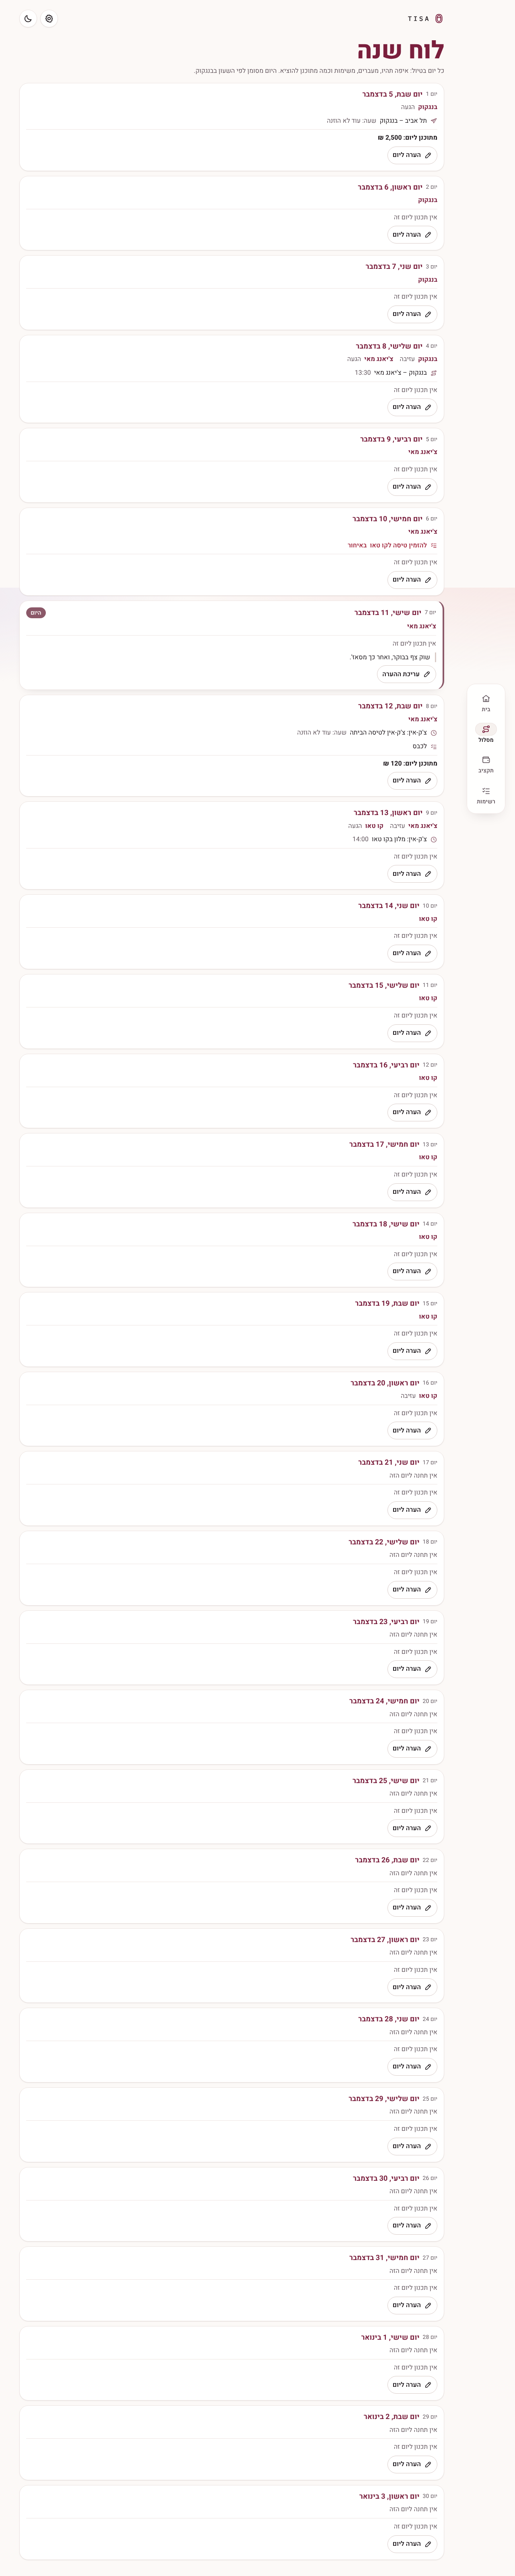 TISA
לוח שנה
כל יום בטיול: איפה תהיו, מעברים, משימות וכמה מתוכנן להוציא. היום מסומן לפי השעון בבנגקוק.
יום 1 יום שבת, 5 בדצמבר
בנגקוק הגעה
תל אביב – בנגקוק שעה: עוד לא הוזנה
מתוכנן ליום: 2,500 ₪
הערה ליום
יום 2 יום ראשון, 6 בדצמבר
בנגקוק
אין תכנון ליום זה
הערה ליום
יום 3 יום שני, 7 בדצמבר
בנגקוק
אין תכנון ליום זה
הערה ליום
יום 4 יום שלישי, 8 בדצמבר
בנגקוק עזיבה צ'יאנג מאי הגעה
בנגקוק – צ'יאנג מאי 13:30
אין תכנון ליום זה
הערה ליום
יום 5 יום רביעי, 9 בדצמבר
צ'יאנג מאי
אין תכנון ליום זה
הערה ליום
יום 6 יום חמישי, 10 בדצמבר
צ'יאנג מאי
להזמין טיסה לקו טאו באיחור
אין תכנון ליום זה
הערה ליום
יום 7 יום שישי, 11 בדצמבר
היום
צ'יאנג מאי
אין תכנון ליום זה
שוק צף בבוקר, ואחר כך מסאז'.
עריכת ההערה
יום 8 יום שבת, 12 בדצמבר
צ'יאנג מאי
צ'ק-אין: צ'ק-אין לטיסה הביתה שעה: עוד לא הוזנה
לכבס
מתוכנן ליום: 120 ₪
הערה ליום
יום 9 יום ראשון, 13 בדצמבר
צ'יאנג מאי עזיבה קו טאו הגעה
צ'ק-אין: מלון בקו טאו 14:00
אין תכנון ליום זה
הערה ליום
יום 10 יום שני, 14 בדצמבר
קו טאו
אין תכנון ליום זה
הערה ליום
יום 11 יום שלישי, 15 בדצמבר
קו טאו
אין תכנון ליום זה
הערה ליום
יום 12 יום רביעי, 16 בדצמבר
קו טאו
אין תכנון ליום זה
הערה ליום
יום 13 יום חמישי, 17 בדצמבר
קו טאו
אין תכנון ליום זה
הערה ליום
יום 14 יום שישי, 18 בדצמבר
קו טאו
אין תכנון ליום זה
הערה ליום
יום 15 יום שבת, 19 בדצמבר
קו טאו
אין תכנון ליום זה
הערה ליום
יום 16 יום ראשון, 20 בדצמבר
קו טאו עזיבה
אין תכנון ליום זה
הערה ליום
יום 17 יום שני, 21 בדצמבר
אין תחנה ליום הזה
אין תכנון ליום זה
הערה ליום
יום 18 יום שלישי, 22 בדצמבר
אין תחנה ליום הזה
אין תכנון ליום זה
הערה ליום
יום 19 יום רביעי, 23 בדצמבר
אין תחנה ליום הזה
אין תכנון ליום זה
הערה ליום
יום 20 יום חמישי, 24 בדצמבר
אין תחנה ליום הזה
אין תכנון ליום זה
הערה ליום
יום 21 יום שישי, 25 בדצמבר
אין תחנה ליום הזה
אין תכנון ליום זה
הערה ליום
יום 22 יום שבת, 26 בדצמבר
אין תחנה ליום הזה
אין תכנון ליום זה
הערה ליום
יום 23 יום ראשון, 27 בדצמבר
אין תחנה ליום הזה
אין תכנון ליום זה
הערה ליום
יום 24 יום שני, 28 בדצמבר
אין תחנה ליום הזה
אין תכנון ליום זה
הערה ליום
יום 25 יום שלישי, 29 בדצמבר
אין תחנה ליום הזה
אין תכנון ליום זה
הערה ליום
יום 26 יום רביעי, 30 בדצמבר
אין תחנה ליום הזה
אין תכנון ליום זה
הערה ליום
יום 27 יום חמישי, 31 בדצמבר
אין תחנה ליום הזה
אין תכנון ליום זה
הערה ליום
יום 28 יום שישי, 1 בינואר
אין תחנה ליום הזה
אין תכנון ליום זה
הערה ליום
יום 29 יום שבת, 2 בינואר
אין תחנה ליום הזה
אין תכנון ליום זה
הערה ליום
יום 30 יום ראשון, 3 בינואר
אין תחנה ליום הזה
אין תכנון ליום זה
הערה ליום
בית
מסלול
תקציב
רשימות